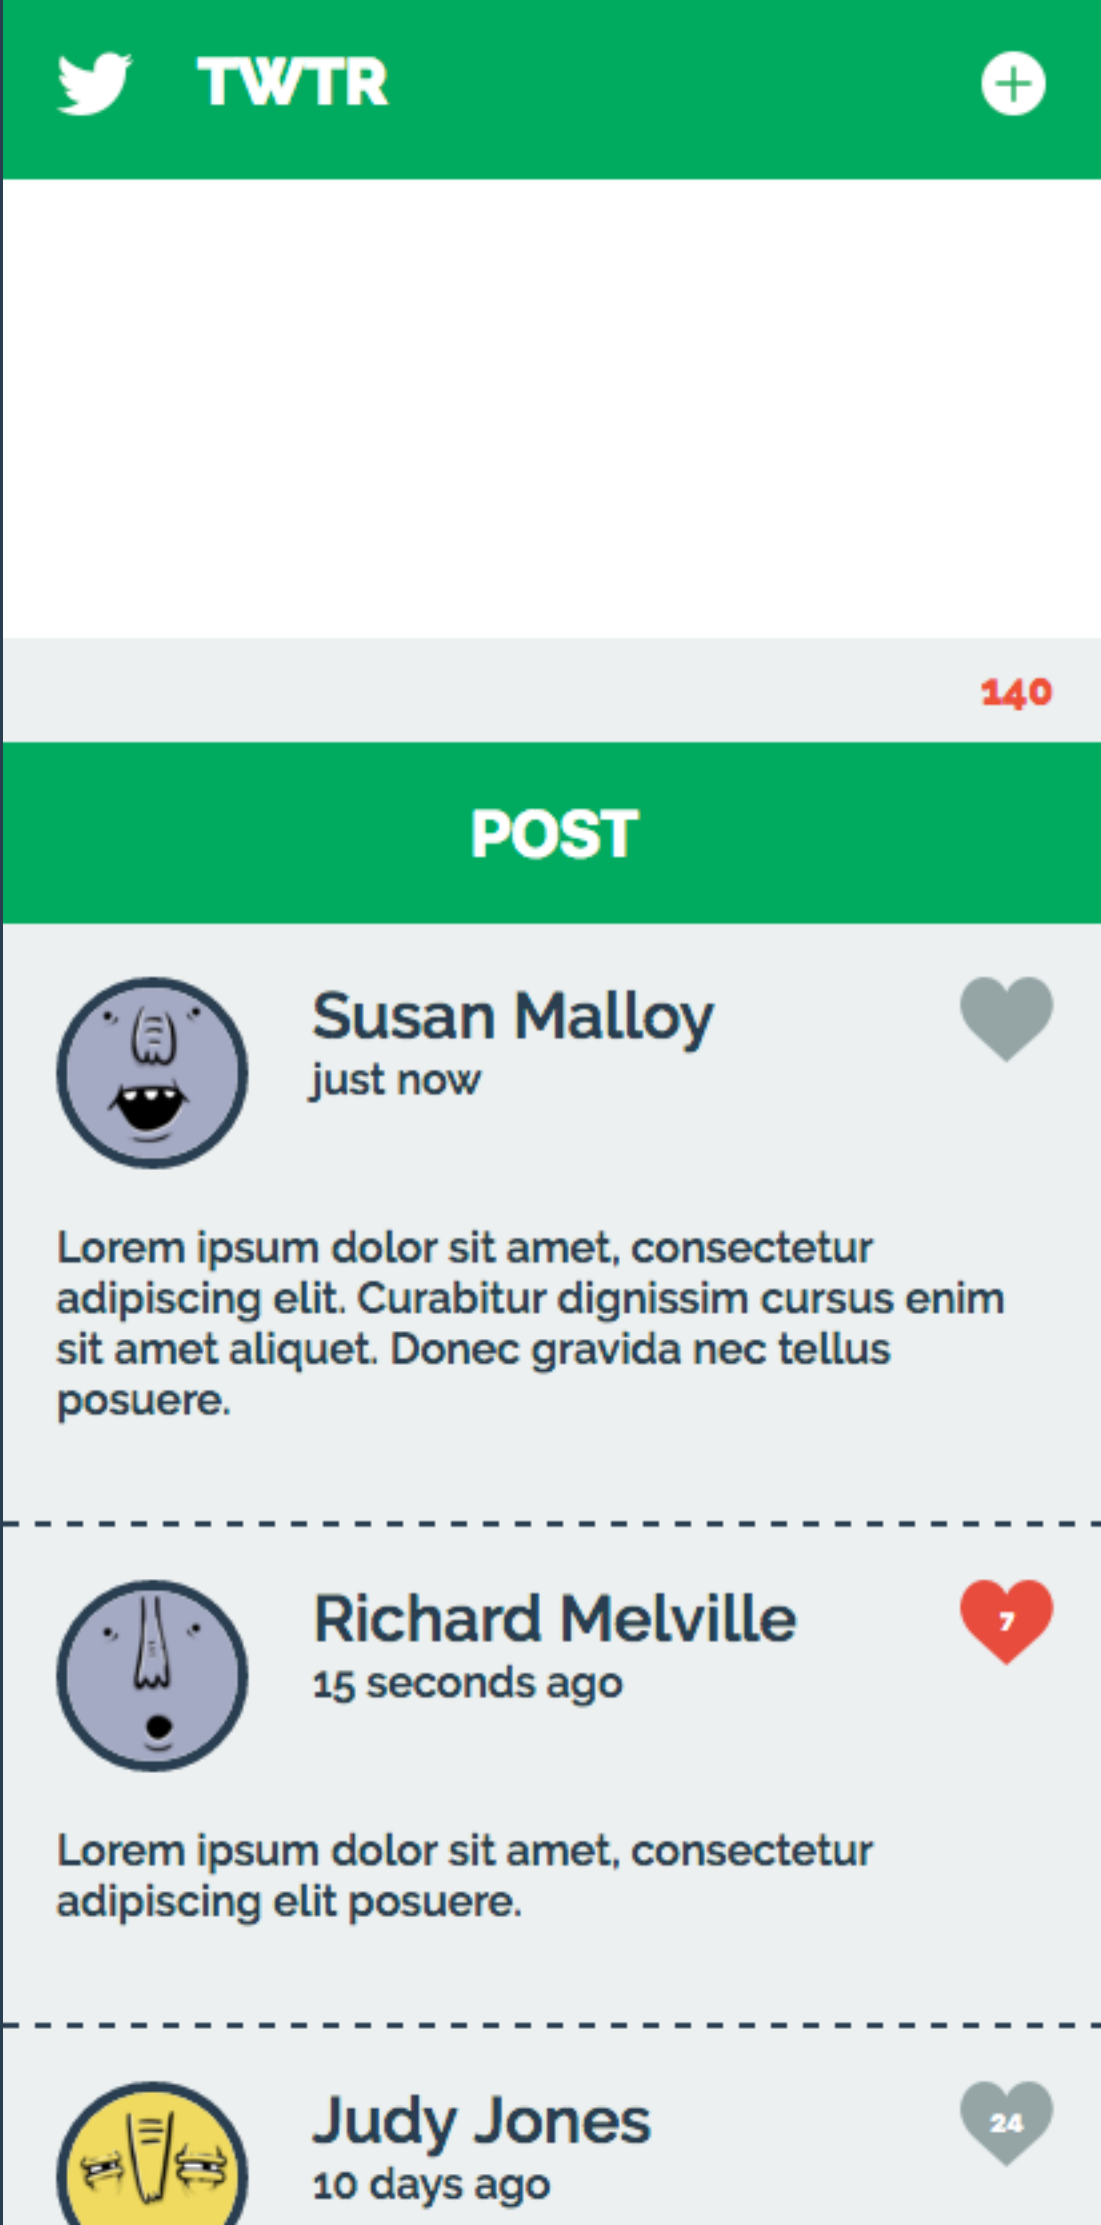 TWTR
140
POST
Susan Malloy
just now
Lorem ipsum dolor sit amet, consectetur
adipiscing elit. Curabitur dignissim cursus enim
sit amet aliquet. Donec gravida nec tellus
posuere.
Richard Melville
7
15 seconds ago
Lorem ipsum dolor sit amet, consectetur
adipiscing elit posuere.
Judy Jones
24
10 days ago